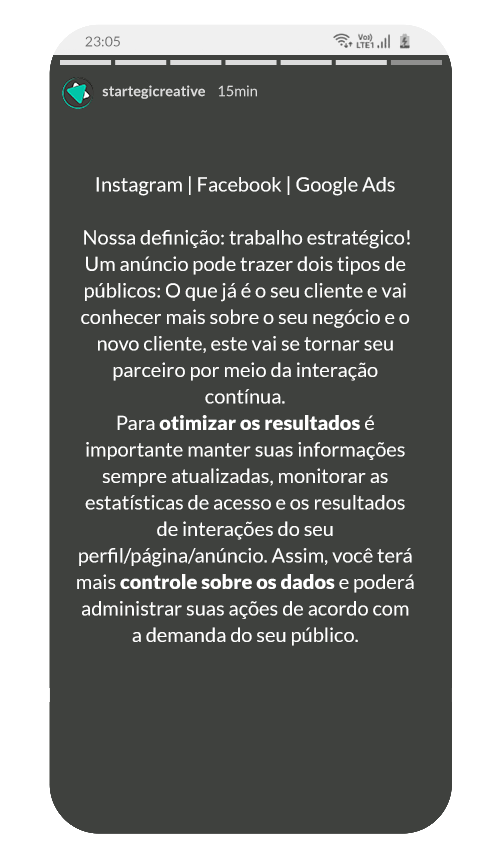 23:05
Vo))
LTE1
startegicreative 15min
Instagram | Facebook | Google Ads
Nossa definição: trabalho estratégico!
Um anúncio pode trazer dois tipos de
públicos: O que já é o seu cliente e vai
conhecer mais sobre o seu negócio e o
novo cliente, este vai se tornar seu
parceiro por meio da interação
contínua.
Para otimizar os resultados é
importante manter suas informações
sempre atualizadas, monitorar as
estatísticas de acesso e os resultados
de interações do seu
perfil/página/anúncio. Assim, você terá
mais controle sobre os dados e poderá
administrar suas ações de acordo com
a demanda do seu público.